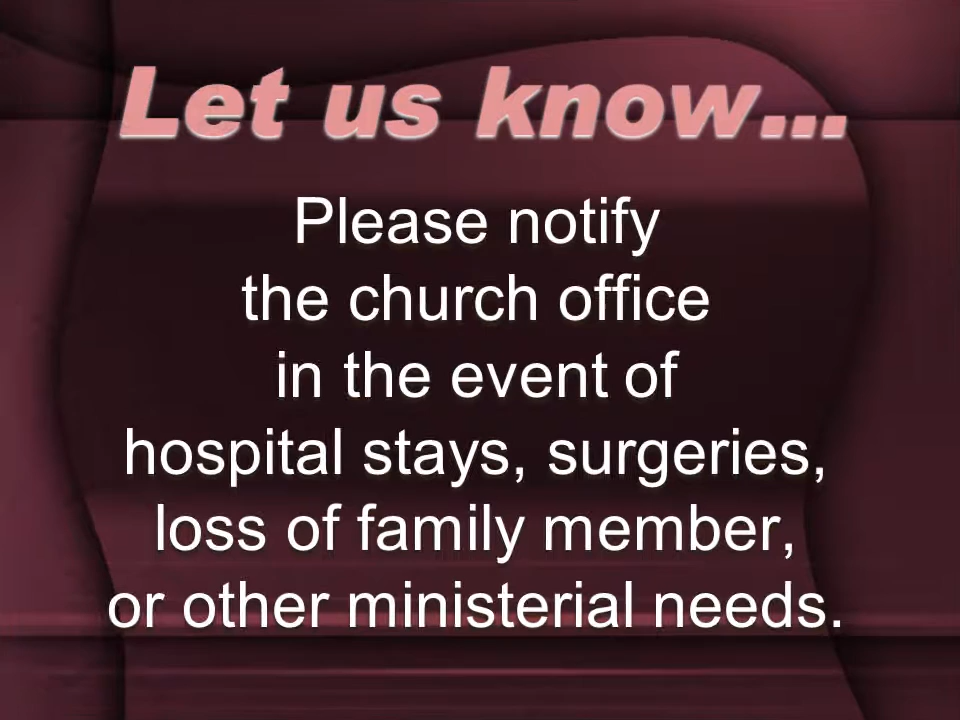 Let us know...
Please notify
the church office
in the event of
hospital stays, surgeries,
loss of family member,
or other ministerial needs.